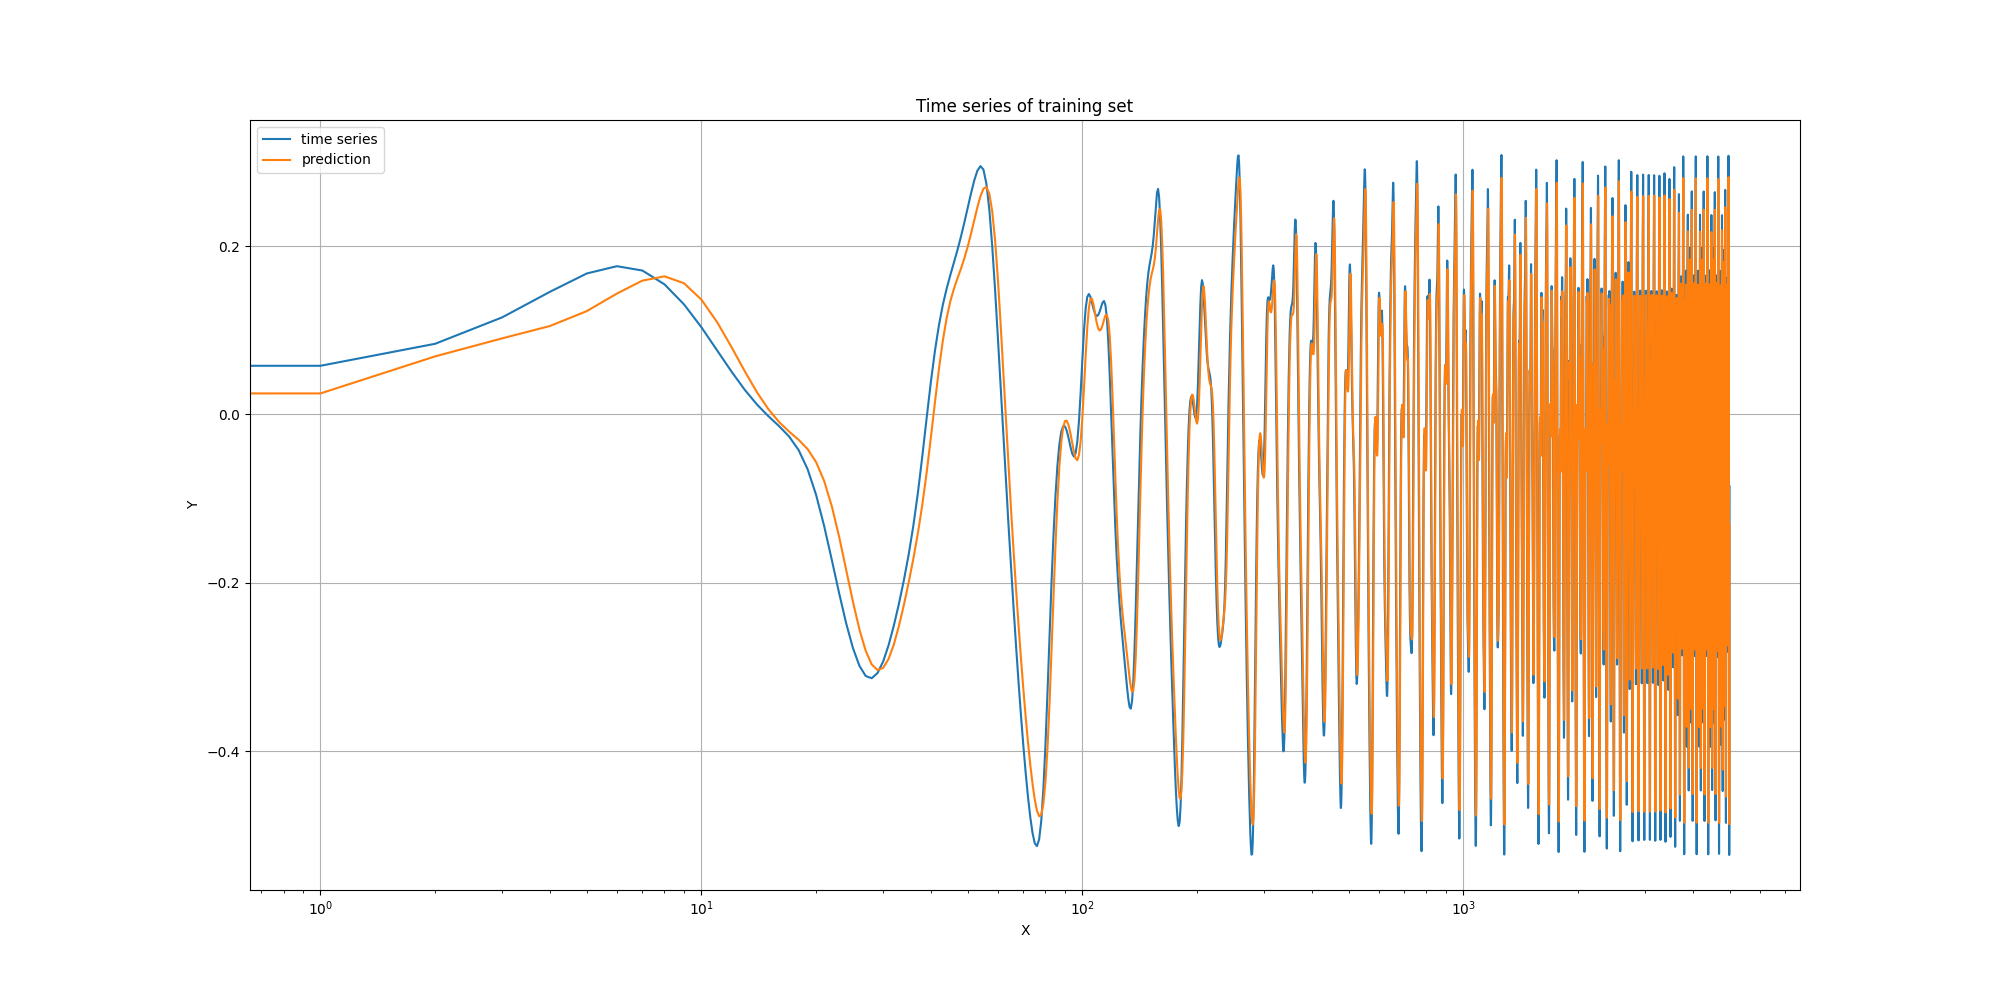 Time series of training set
time series
prediction
0.2
0.0
−0.2
−0.4
Y
10⁰ 10¹ 10² 10³
X